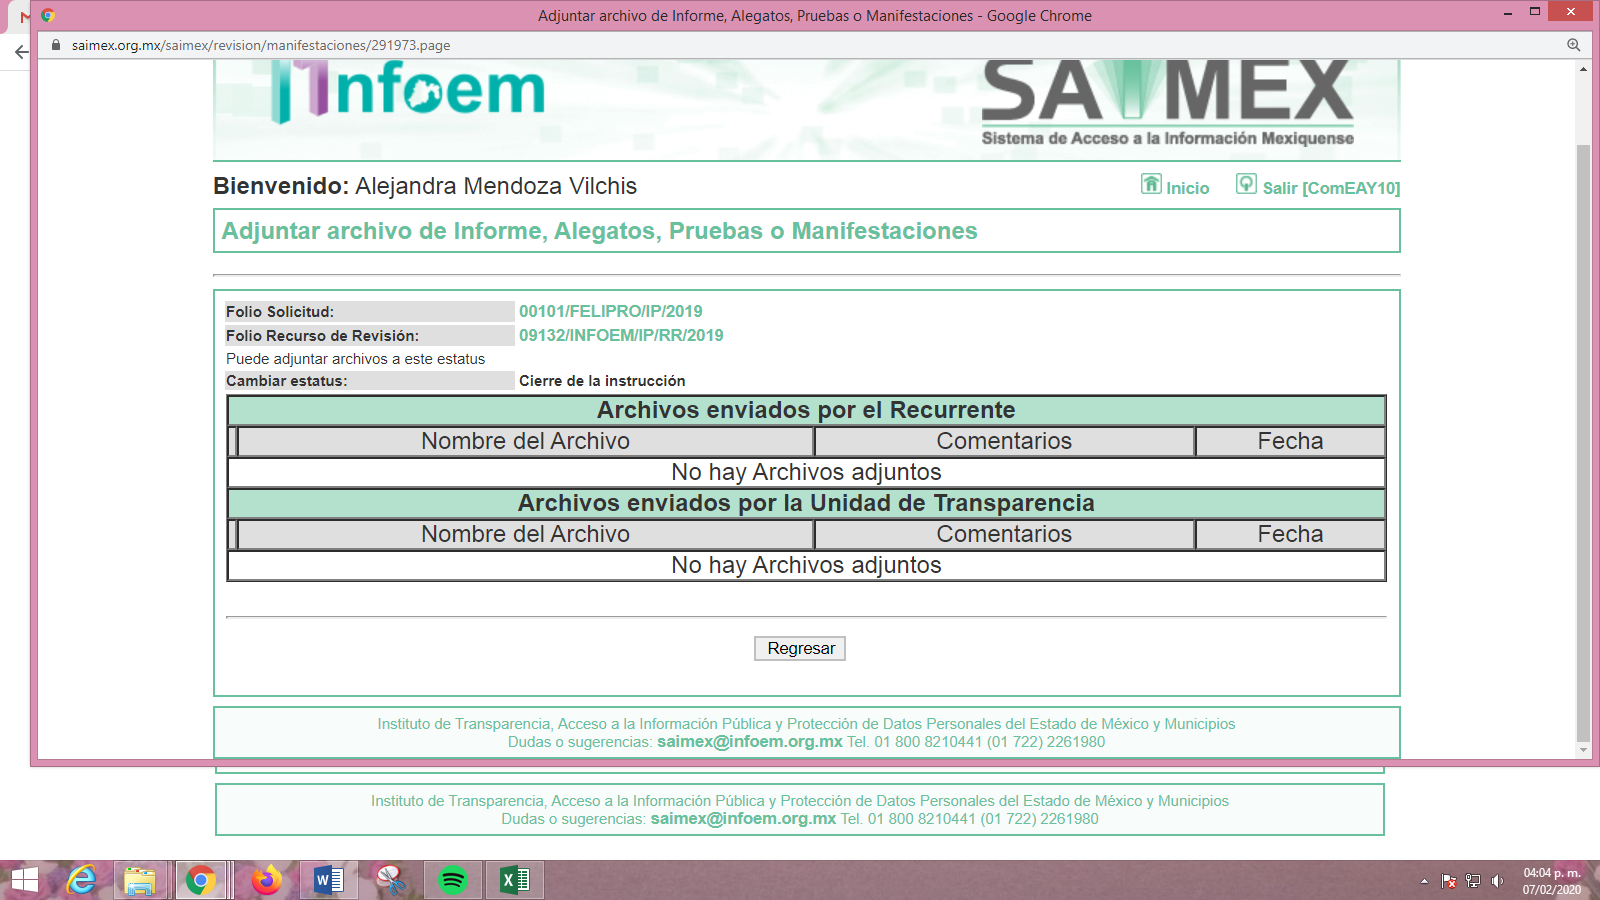 Adjuntar archivo de Informe, Alegatos, Pruebas o Manifestaciones - Google Chrome
saimex.org.mx/saimex/revision/manifestaciones/291973.page
infoem
SAIMEX
Sistema de Acceso a la Información Mexiquense
Bienvenido: Alejandra Mendoza Vilchis
Inicio
Salir [ComEAY10]
Adjuntar archivo de Informe, Alegatos, Pruebas o Manifestaciones
Folio Solicitud: 00101/FELIPRO/IP/2019
Folio Recurso de Revisión: 09132/INFOEM/IP/RR/2019
Puede adjuntar archivos a este estatus
Cambiar estatus: Cierre de la instrucción
Archivos enviados por el Recurrente
Nombre del Archivo Comentarios Fecha
No hay Archivos adjuntos
Archivos enviados por la Unidad de Transparencia
Nombre del Archivo Comentarios Fecha
No hay Archivos adjuntos
Regresar
Instituto de Transparencia, Acceso a la Información Pública y Protección de Datos Personales del Estado de México y Municipios
Dudas o sugerencias: saimex@infoem.org.mx Tel. 01 800 8210441 (01 722) 2261980
Instituto de Transparencia, Acceso a la Información Pública y Protección de Datos Personales del Estado de México y Municipios
Dudas o sugerencias: saimex@infoem.org.mx Tel. 01 800 8210441 (01 722) 2261980
04:04 p. m.
07/02/2020